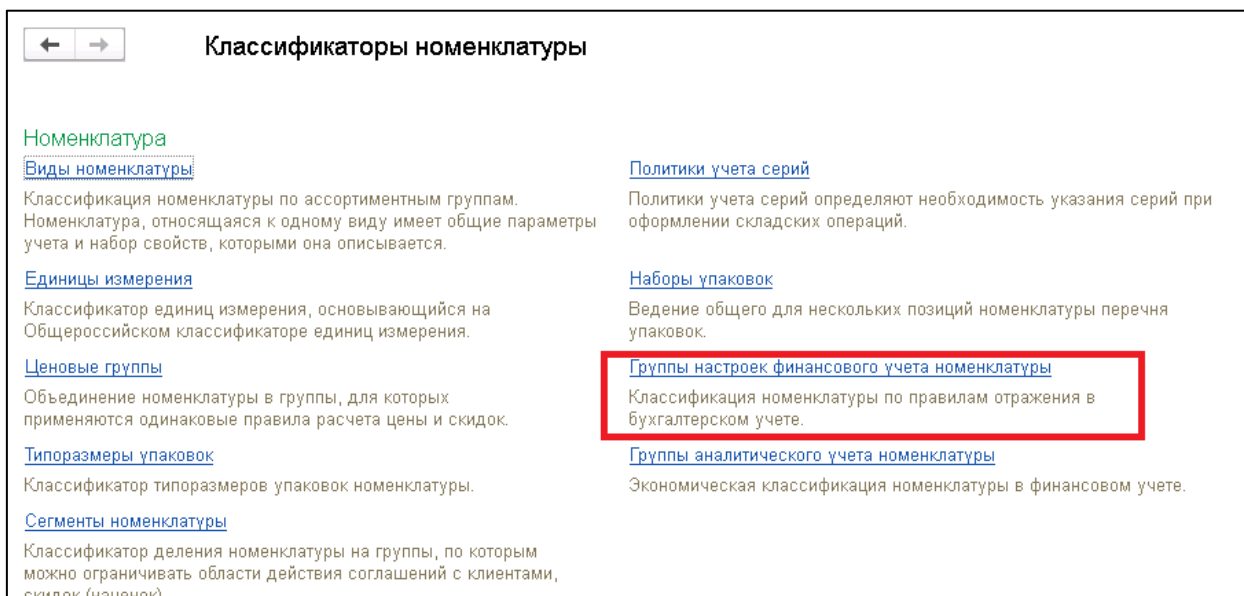 Классификаторы номенклатуры
Номенклатура
Виды номенклатуры
Классификация номенклатуры по ассортиментным группам.
Номенклатура, относящаяся к одному виду имеет общие параметры
учета и набор свойств, которыми она описывается.
Единицы измерения
Классификатор единиц измерения, основывающийся на
Общероссийском классификаторе единиц измерения.
Ценовые группы
Объединение номенклатуры в группы, для которых
применяются одинаковые правила расчета цены и скидок.
Типоразмеры упаковок
Классификатор типоразмеров упаковок номенклатуры.
Сегменты номенклатуры
Классификатор деления номенклатуры на группы, по которым
можно ограничивать области действия соглашений с клиентами,
скидок (наценок)
Политики учета серий
Политики учета серий определяют необходимость указания серий при
оформлении складских операций.
Наборы упаковок
Ведение общего для нескольких позиций номенклатуры перечня
упаковок.
Группы настроек финансового учета номенклатуры
Классификация номенклатуры по правилам отражения в
бухгалтерском учете.
Группы аналитического учета номенклатуры
Экономическая классификация номенклатуры в финансовом учете.